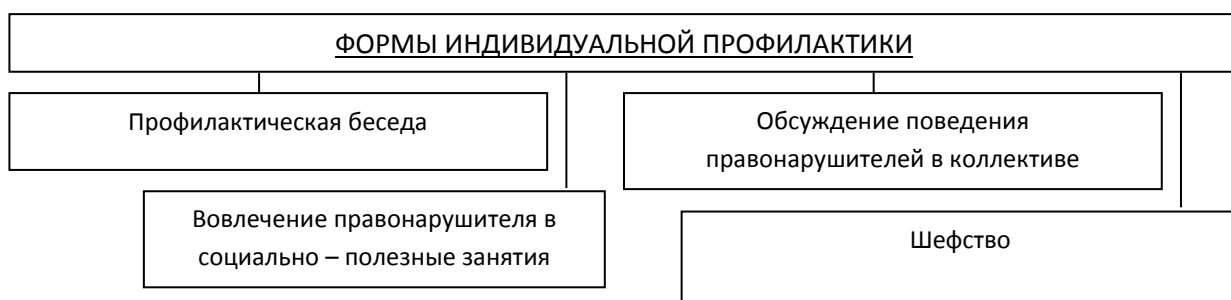 ФОРМЫ ИНДИВИДУАЛЬНОЙ ПРОФИЛАКТИКИ
Профилактическая беседа
Обсуждение поведения
правонарушителей в коллективе
Вовлечение правонарушителя в
социально – полезные занятия
Шефство